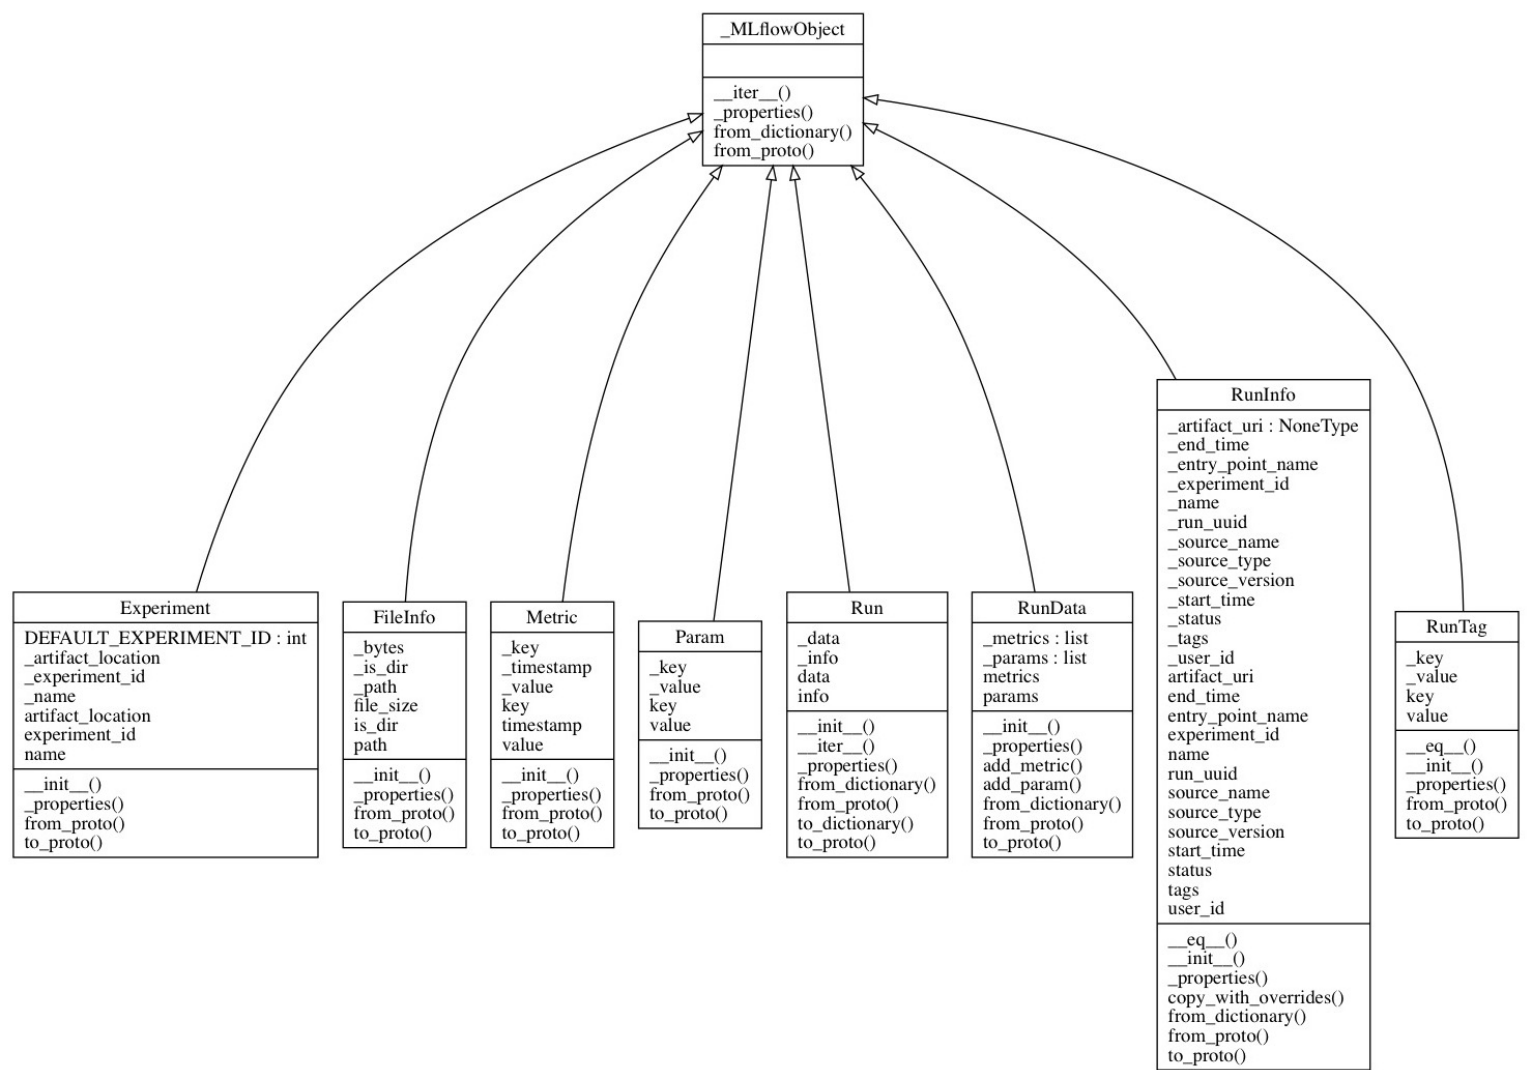 _MLflowObject
__iter__()
_properties()
from_dictionary()
from_proto()
Experiment
DEFAULT_EXPERIMENT_ID : int
_artifact_location
_experiment_id
_name
artifact_location
experiment_id
name
__init__()
_properties()
from_proto()
to_proto()
FileInfo
_bytes
_is_dir
_path
file_size
is_dir
path
__init__()
_properties()
from_proto()
to_proto()
Metric
_key
_timestamp
_value
key
timestamp
value
__init__()
_properties()
from_proto()
to_proto()
Param
_key
_value
key
value
__init__()
_properties()
from_proto()
to_proto()
Run
_data
_info
data
info
__init__()
__iter__()
_properties()
from_dictionary()
from_proto()
to_dictionary()
to_proto()
RunData
_metrics : list
_params : list
metrics
params
__init__()
_properties()
add_metric()
add_param()
from_dictionary()
from_proto()
to_proto()
RunInfo
_artifact_uri : NoneType
_end_time
_entry_point_name
_experiment_id
_name
_run_uuid
_source_name
_source_type
_source_version
_start_time
_status
_tags
_user_id
artifact_uri
end_time
entry_point_name
experiment_id
name
run_uuid
source_name
source_type
source_version
start_time
status
tags
user_id
__eq__()
__init__()
_properties()
copy_with_overrides()
from_dictionary()
from_proto()
to_proto()
RunTag
_key
_value
key
value
__eq__()
__init__()
_properties()
from_proto()
to_proto()